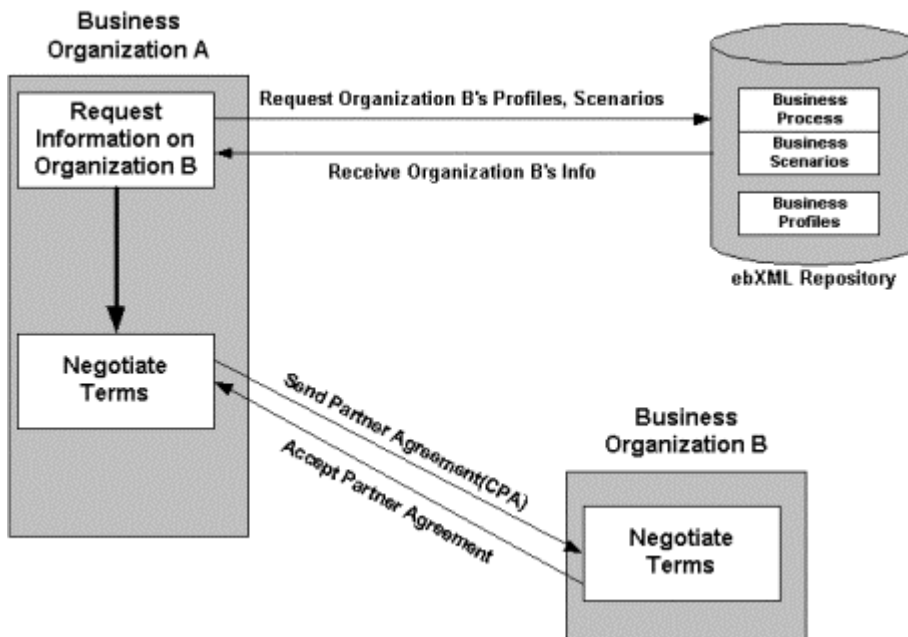 Business
Organization A
Request
Information on
Organization B
Request Organization B's Profiles, Scenarios
Receive Organization B's Info
Business
Process
Business
Scenarios
Business
Profiles
ebXML Repository
Negotiate
Terms
Send Partner Agreement(CPA)
Accept Partner Agreement
Business
Organization B
Negotiate
Terms